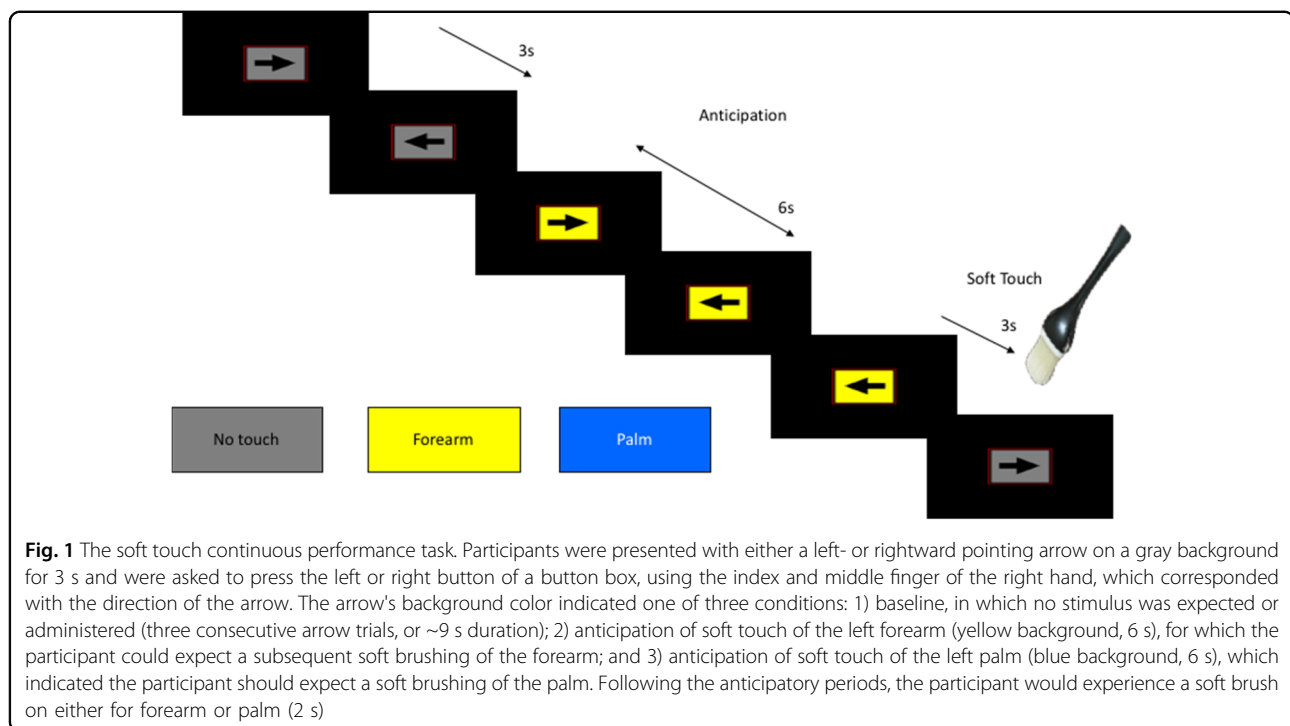 3s
Anticipation
6s
Soft Touch
3s
No touch
Forearm
Palm
Fig. 1 The soft touch continuous performance task. Participants were presented with either a left- or rightward pointing arrow on a gray background
for 3 s and were asked to press the left or right button of a button box, using the index and middle finger of the right hand, which corresponded
with the direction of the arrow. The arrow's background color indicated one of three conditions: 1) baseline, in which no stimulus was expected or
administered (three consecutive arrow trials, or ~9 s duration); 2) anticipation of soft touch of the left forearm (yellow background, 6 s), for which the
participant could expect a subsequent soft brushing of the forearm; and 3) anticipation of soft touch of the left palm (blue background, 6 s), which
indicated the participant should expect a soft brushing of the palm. Following the anticipatory periods, the participant would experience a soft brush
on either for forearm or palm (2 s)